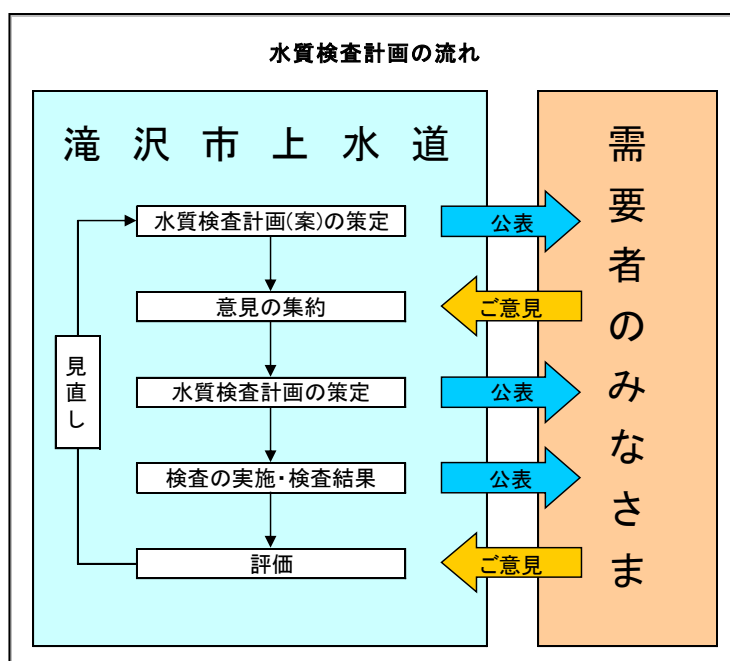 水質検査計画の流れ
滝沢市上水道
需要者のみなさま
水質検査計画(案)の策定
公表
意見の集約
ご意見
見直し
水質検査計画の策定
公表
検査の実施・検査結果
公表
評価
ご意見